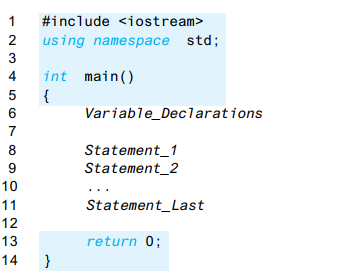 1 #include <iostream>
2 using namespace std;
3
4 int main()
5 {
6 Variable_Declarations
7
8 Statement_1
9 Statement_2
10 ...
11 Statement_Last
12
13 return 0;
14 }